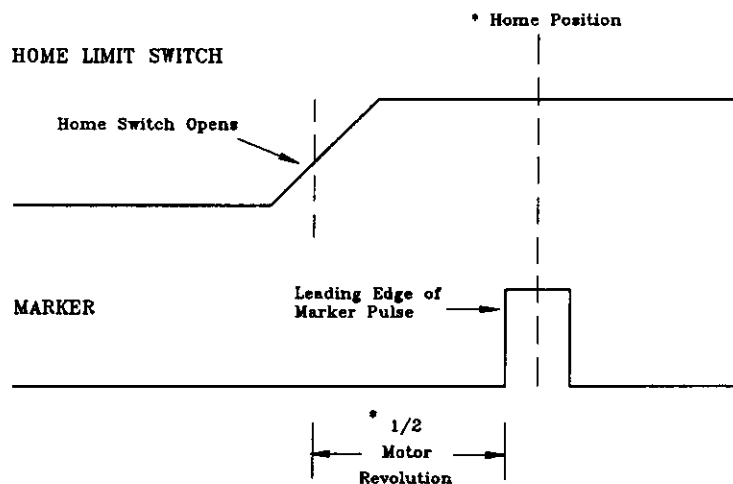 * Home Position
HOME LIMIT SWITCH
Home Switch Opens
Leading Edge of
Marker Pulse
MARKER
* 1/2
Motor
Revolution